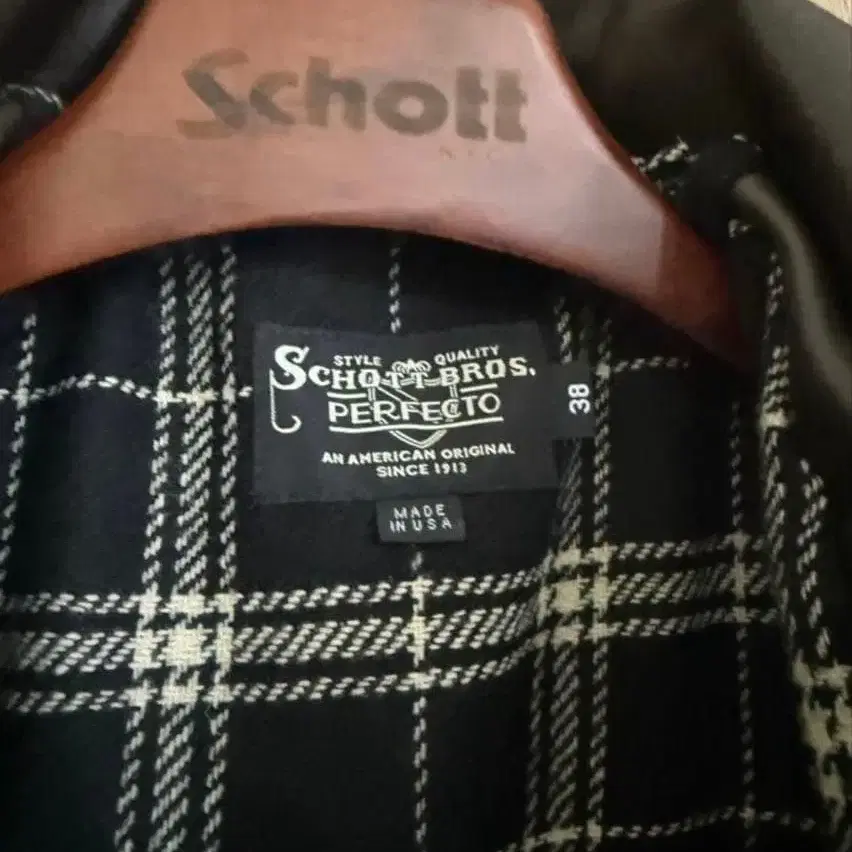 Schott
N.Y.C
STYLE QUALITY
SCHOTT BROS.
PERFECTO
AN AMERICAN ORIGINAL
SINCE 1913
38
MADE
IN USA